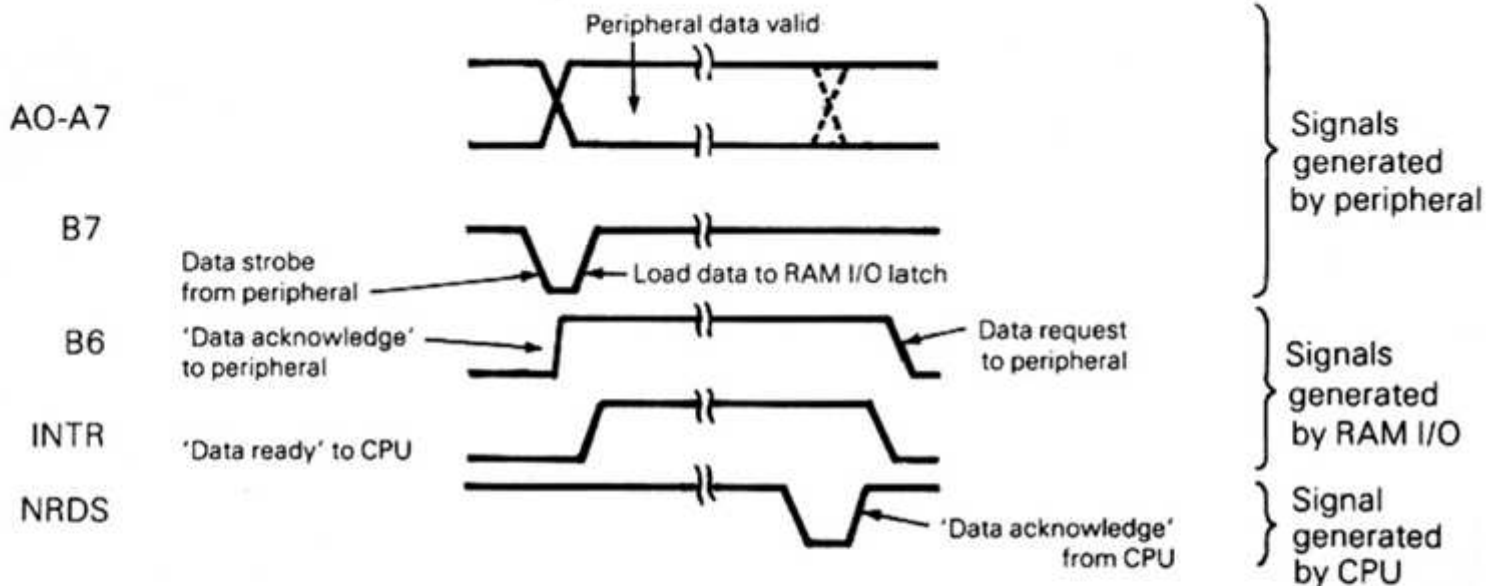 Peripheral data valid
AO-A7
Signals
generated
by peripheral
B7
Data strobe
from peripheral
Load data to RAM I/O latch
B6
'Data acknowledge'
to peripheral
Data request
to peripheral
Signals
generated
by RAM I/O
INTR
'Data ready' to CPU
NRDS
'Data acknowledge'
from CPU
Signal
generated
by CPU